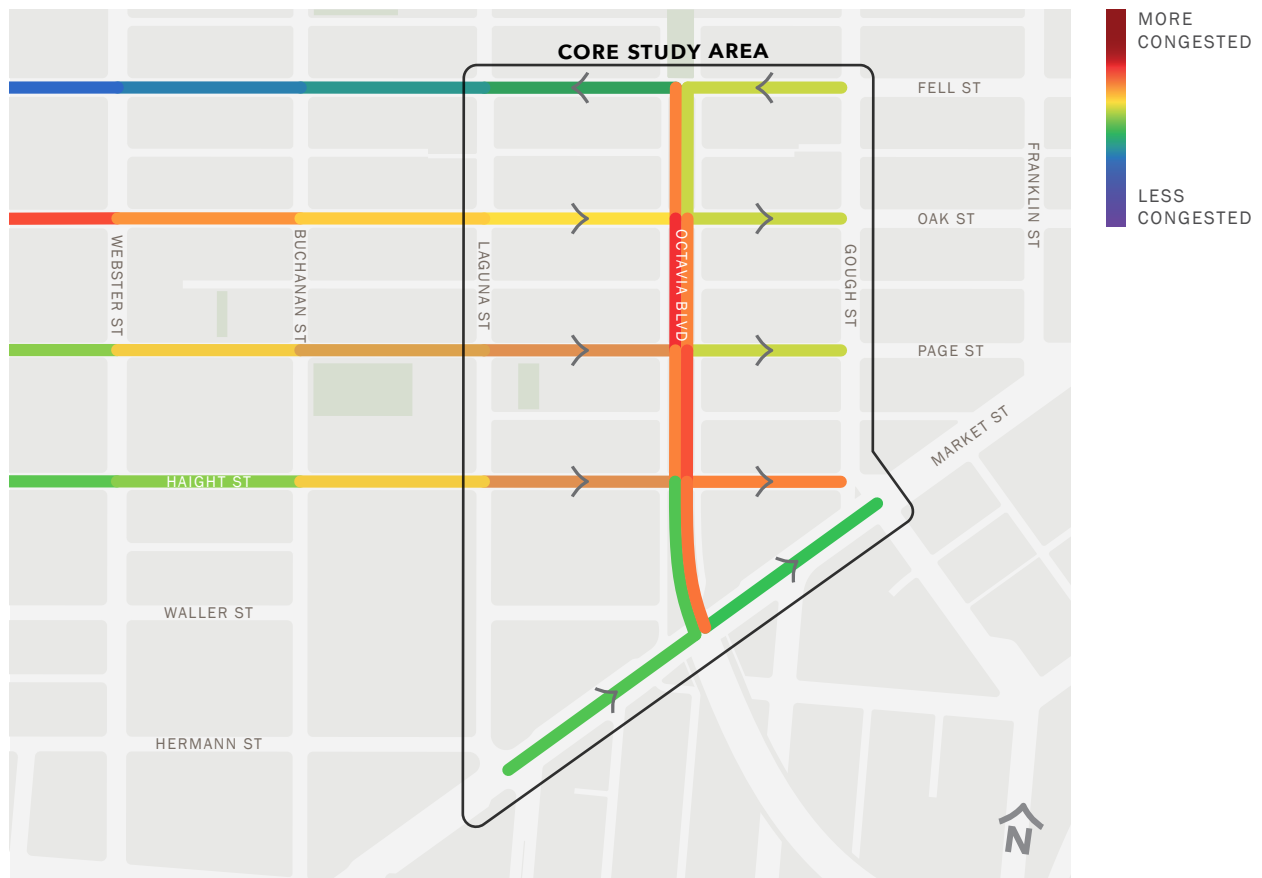 MORE
CONGESTED
CORE STUDY AREA
FELL ST
FRANKLIN ST
LESS
CONGESTED
OAK ST
WEBSTER ST
BUCHANAN ST
LAGUNA ST
OCTAVIA BLVD
GOUGH ST
PAGE ST
MARKET ST
HAIGHT ST
WALLER ST
HERMANN ST
N